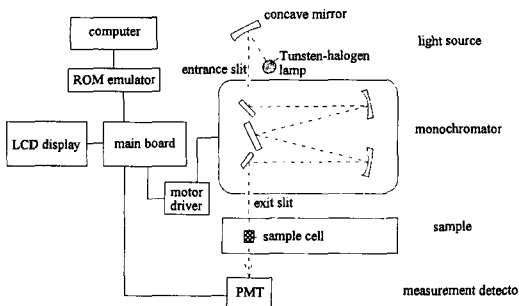 concave mirror
computer
light source
Tunsten-halogen
lamp
entrance slit
ROM emulator
LCD display
main board
monochromator
motor
driver
exit slit
sample
sample cell
PMT
measurement detecto